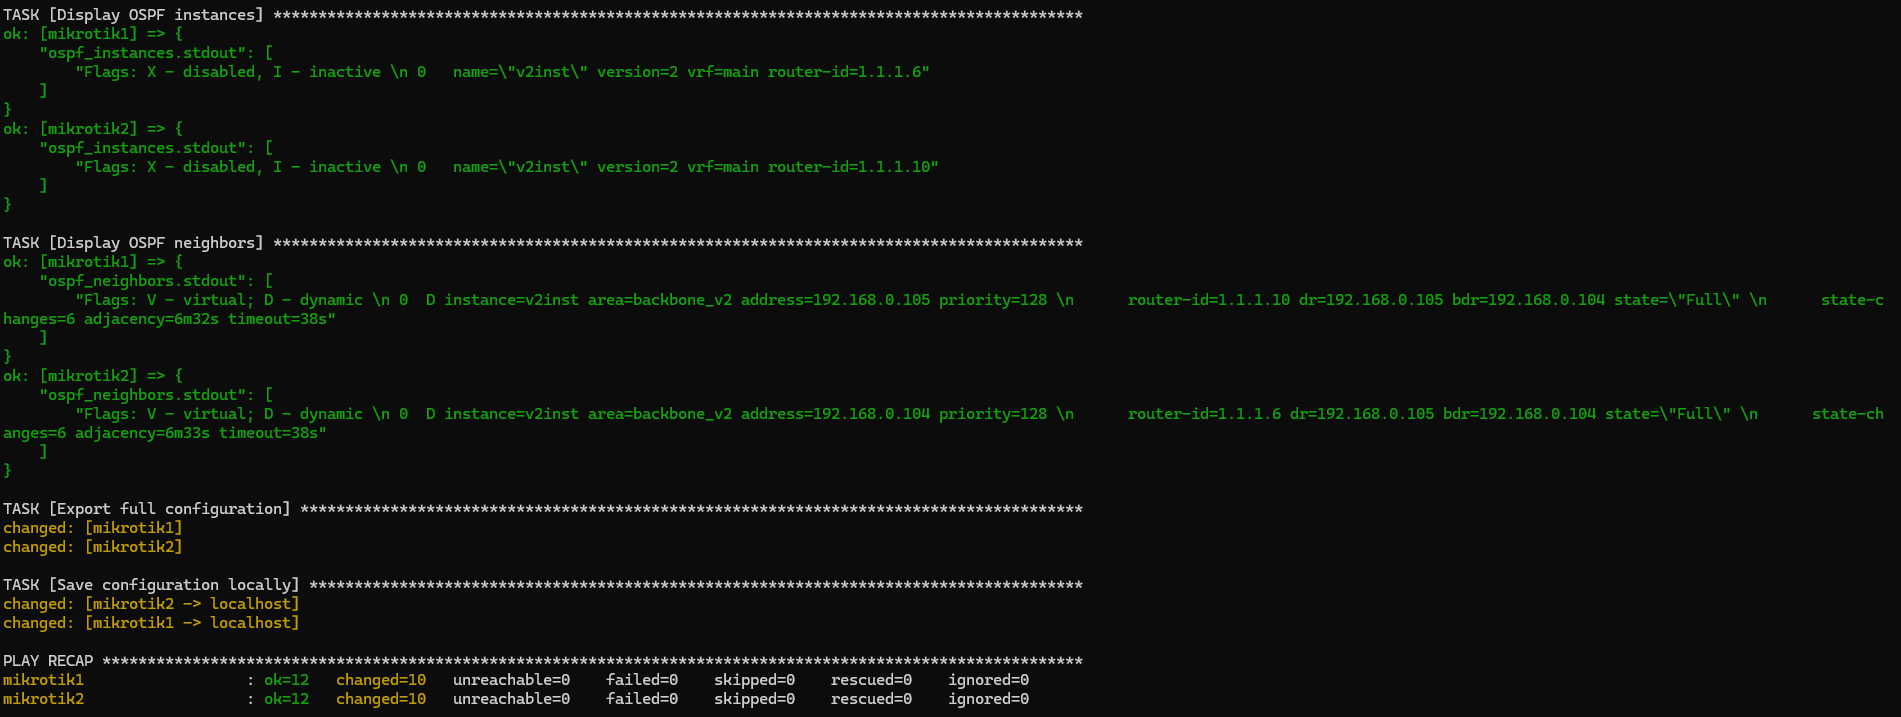 TASK [Display OSPF instances] ******************************************************************************************
ok: [mikrotik1] => {
    "ospf_instances.stdout": [
        "Flags: X - disabled, I - inactive \n 0   name=\"v2inst\" version=2 vrf=main router-id=1.1.1.6"
    ]
}
ok: [mikrotik2] => {
    "ospf_instances.stdout": [
        "Flags: X - disabled, I - inactive \n 0   name=\"v2inst\" version=2 vrf=main router-id=1.1.1.10"
    ]
}

TASK [Display OSPF neighbors] ******************************************************************************************
ok: [mikrotik1] => {
    "ospf_neighbors.stdout": [
        "Flags: V - virtual; D - dynamic \n 0  D instance=v2inst area=backbone_v2 address=192.168.0.105 priority=128 \n      router-id=1.1.1.10 dr=192.168.0.105 bdr=192.168.0.104 state=\"Full\" \n      state-c
hanges=6 adjacency=6m32s timeout=38s"
    ]
}
ok: [mikrotik2] => {
    "ospf_neighbors.stdout": [
        "Flags: V - virtual; D - dynamic \n 0  D instance=v2inst area=backbone_v2 address=192.168.0.104 priority=128 \n      router-id=1.1.1.6 dr=192.168.0.105 bdr=192.168.0.104 state=\"Full\" \n      state-ch
anges=6 adjacency=6m33s timeout=38s"
    ]
}

TASK [Export full configuration] ***************************************************************************************
changed: [mikrotik1]
changed: [mikrotik2]

TASK [Save configuration locally] **************************************************************************************
changed: [mikrotik2 -> localhost]
changed: [mikrotik1 -> localhost]

PLAY RECAP *************************************************************************************************************
mikrotik1                  : ok=12   changed=10   unreachable=0    failed=0    skipped=0    rescued=0    ignored=0
mikrotik2                  : ok=12   changed=10   unreachable=0    failed=0    skipped=0    rescued=0    ignored=0